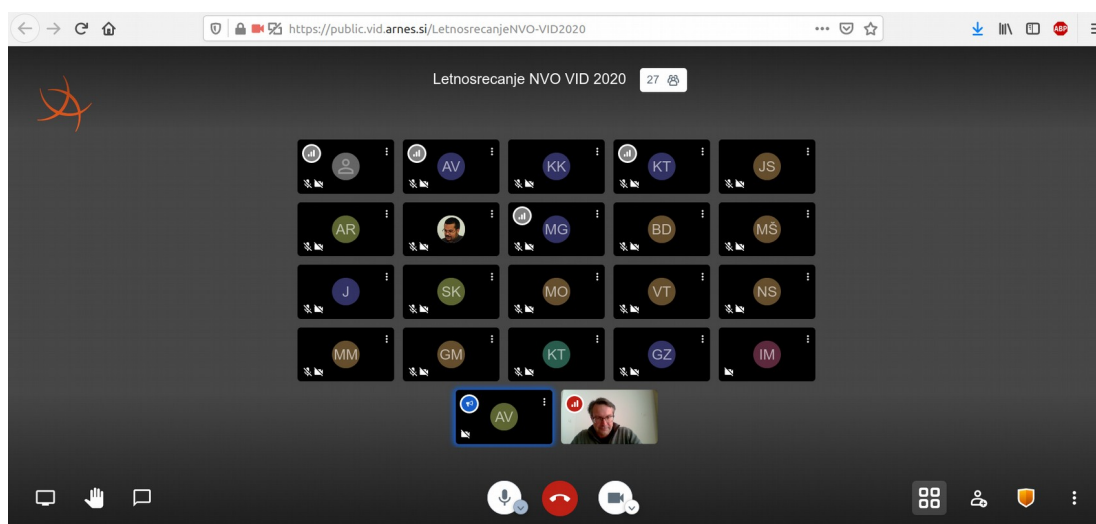 https://public.vid.arnes.si/LetnosrecanjeNVO-VID2020
ABP
Letnosrecanje NVO VID 2020 27
AV KK KT JS
AR MG BD MŠ
J SK MO VT NS
MM GM KT GZ IM
AV